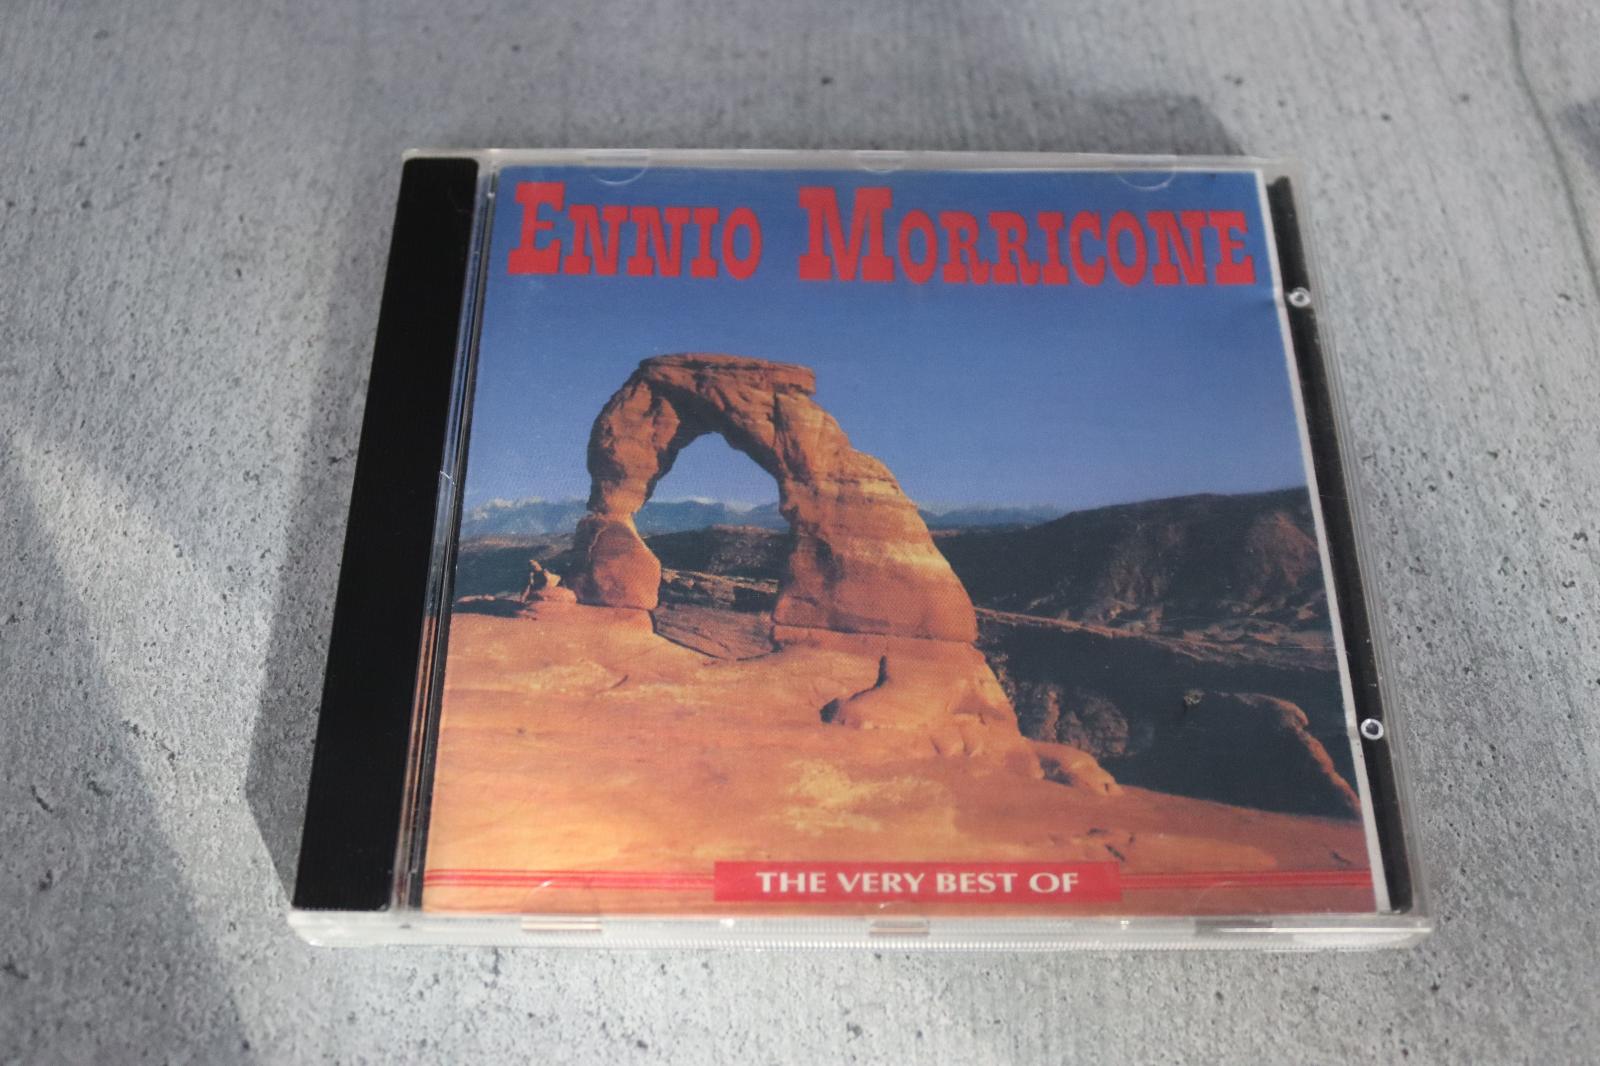 ENNIO MORRICONE
THE VERY BEST OF